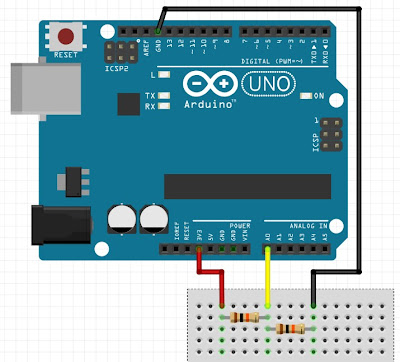 RESET
ICSP2
AREF
GND
13
12
~11
~10
~9
8
7
~6
~5
4
~3
2
TX▶1
RX◀0
DIGITAL (PWM=~)
L
TX
RX
Arduino™
UNO
ON
1
ICSP
POWER
ANALOG IN
IOREF
RESET
3V3
5V
GND
GND
VIN
A0
A1
A2
A3
A4
A5